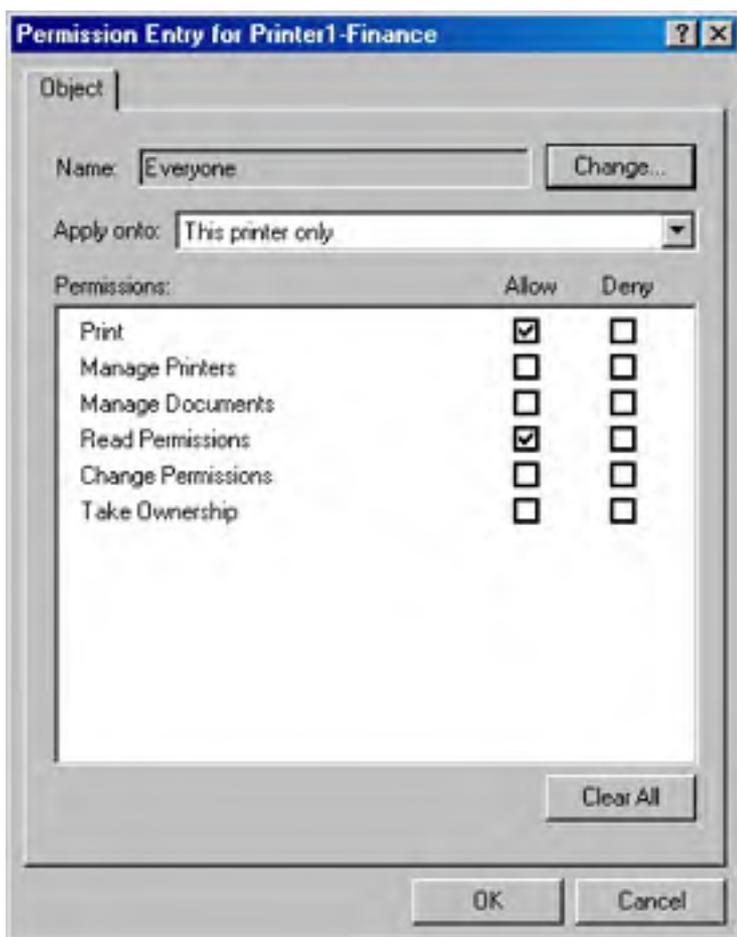 Permission Entry for Printer1-Finance
Object
Name: Everyone Change...
Apply onto: This printer only
Permissions: Allow Deny
Print
Manage Printers
Manage Documents
Read Permissions
Change Permissions
Take Ownership
Clear All
OK Cancel